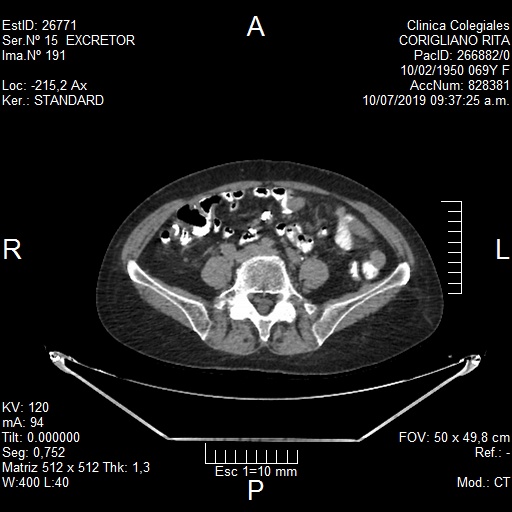 EstID: 26771
Ser.Nº 15 EXCRETOR
Ima.Nº 191
Loc: -215,2 Ax
Ker.: STANDARD
A
Clinica Colegiales
CORIGLIANO RITA
PacID: 266882/0
10/02/1950 069Y F
AccNum: 828381
10/07/2019 09:37:25 a.m.
R
L
KV: 120
mA: 94
Tilt: 0.000000
Seg: 0,752
Matriz 512 x 512 Thk: 1,3
W:400 L:40
Esc 1=10 mm
P
FOV: 50 x 49,8 cm
Ref.: -
Mod.: CT